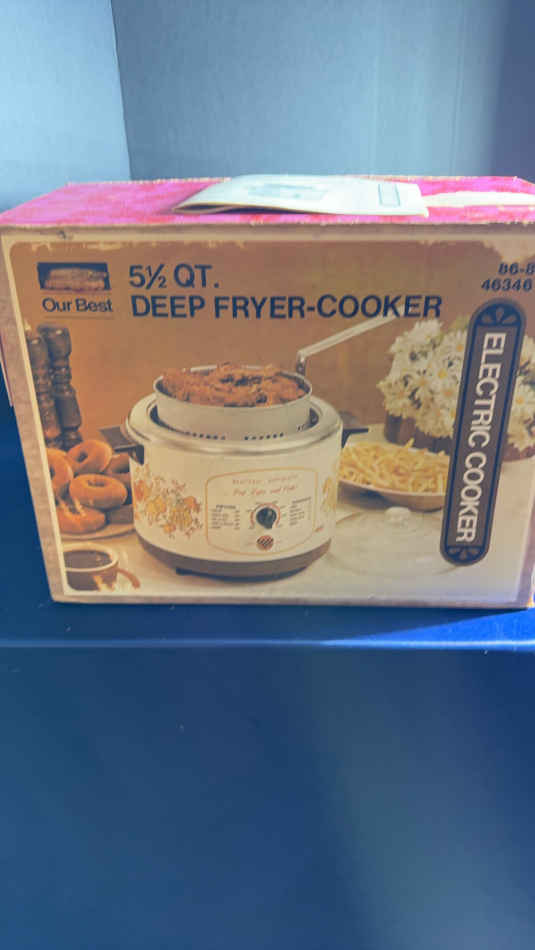 5½ QT.
DEEP FRYER-COOKER
Our Best
86-8
46346
ELECTRIC COOKER